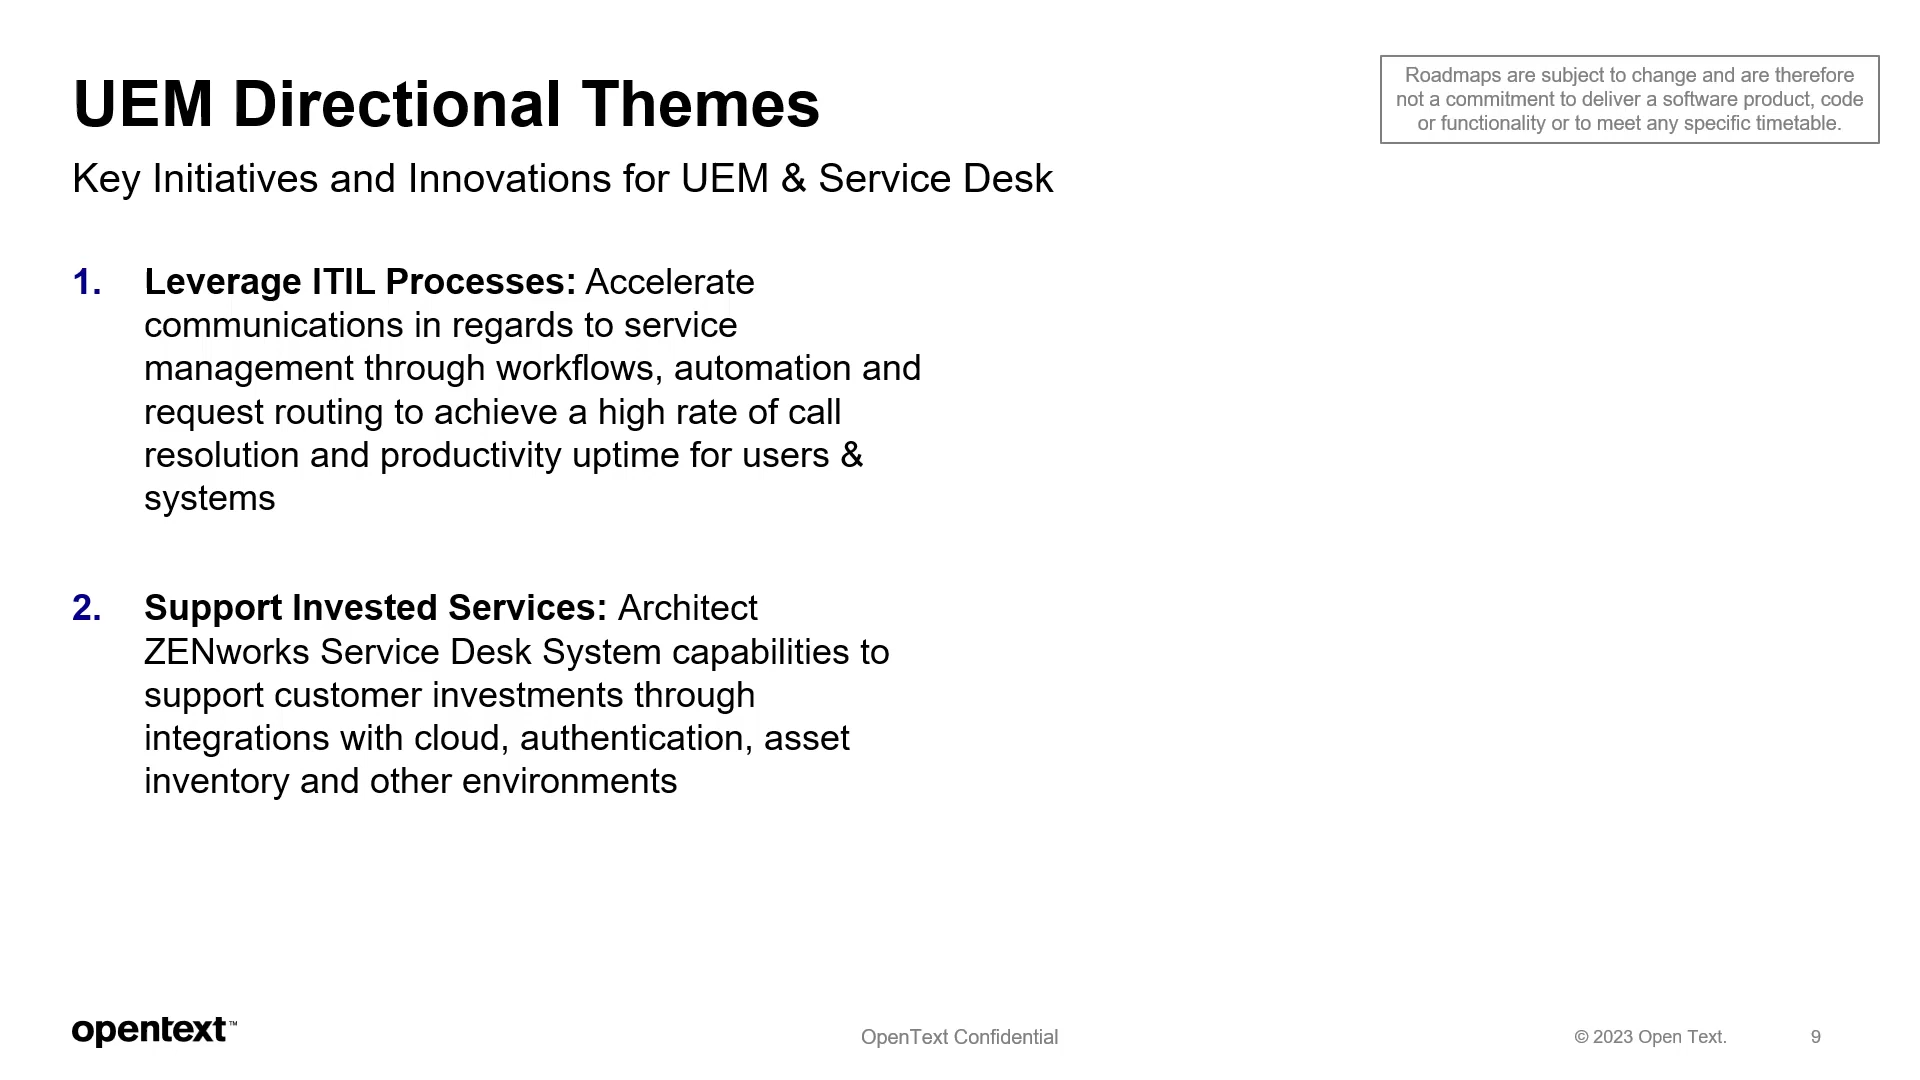 UEM Directional Themes
Roadmaps are subject to change and are therefore
not a commitment to deliver a software product, code
or functionality or to meet any specific timetable.
Key Initiatives and Innovations for UEM & Service Desk
1. Leverage ITIL Processes: Accelerate
communications in regards to service
management through workflows, automation and
request routing to achieve a high rate of call
resolution and productivity uptime for users &
systems
2. Support Invested Services: Architect
ZENworks Service Desk System capabilities to
support customer investments through
integrations with cloud, authentication, asset
inventory and other environments
opentext™
OpenText Confidential
© 2023 Open Text.
9